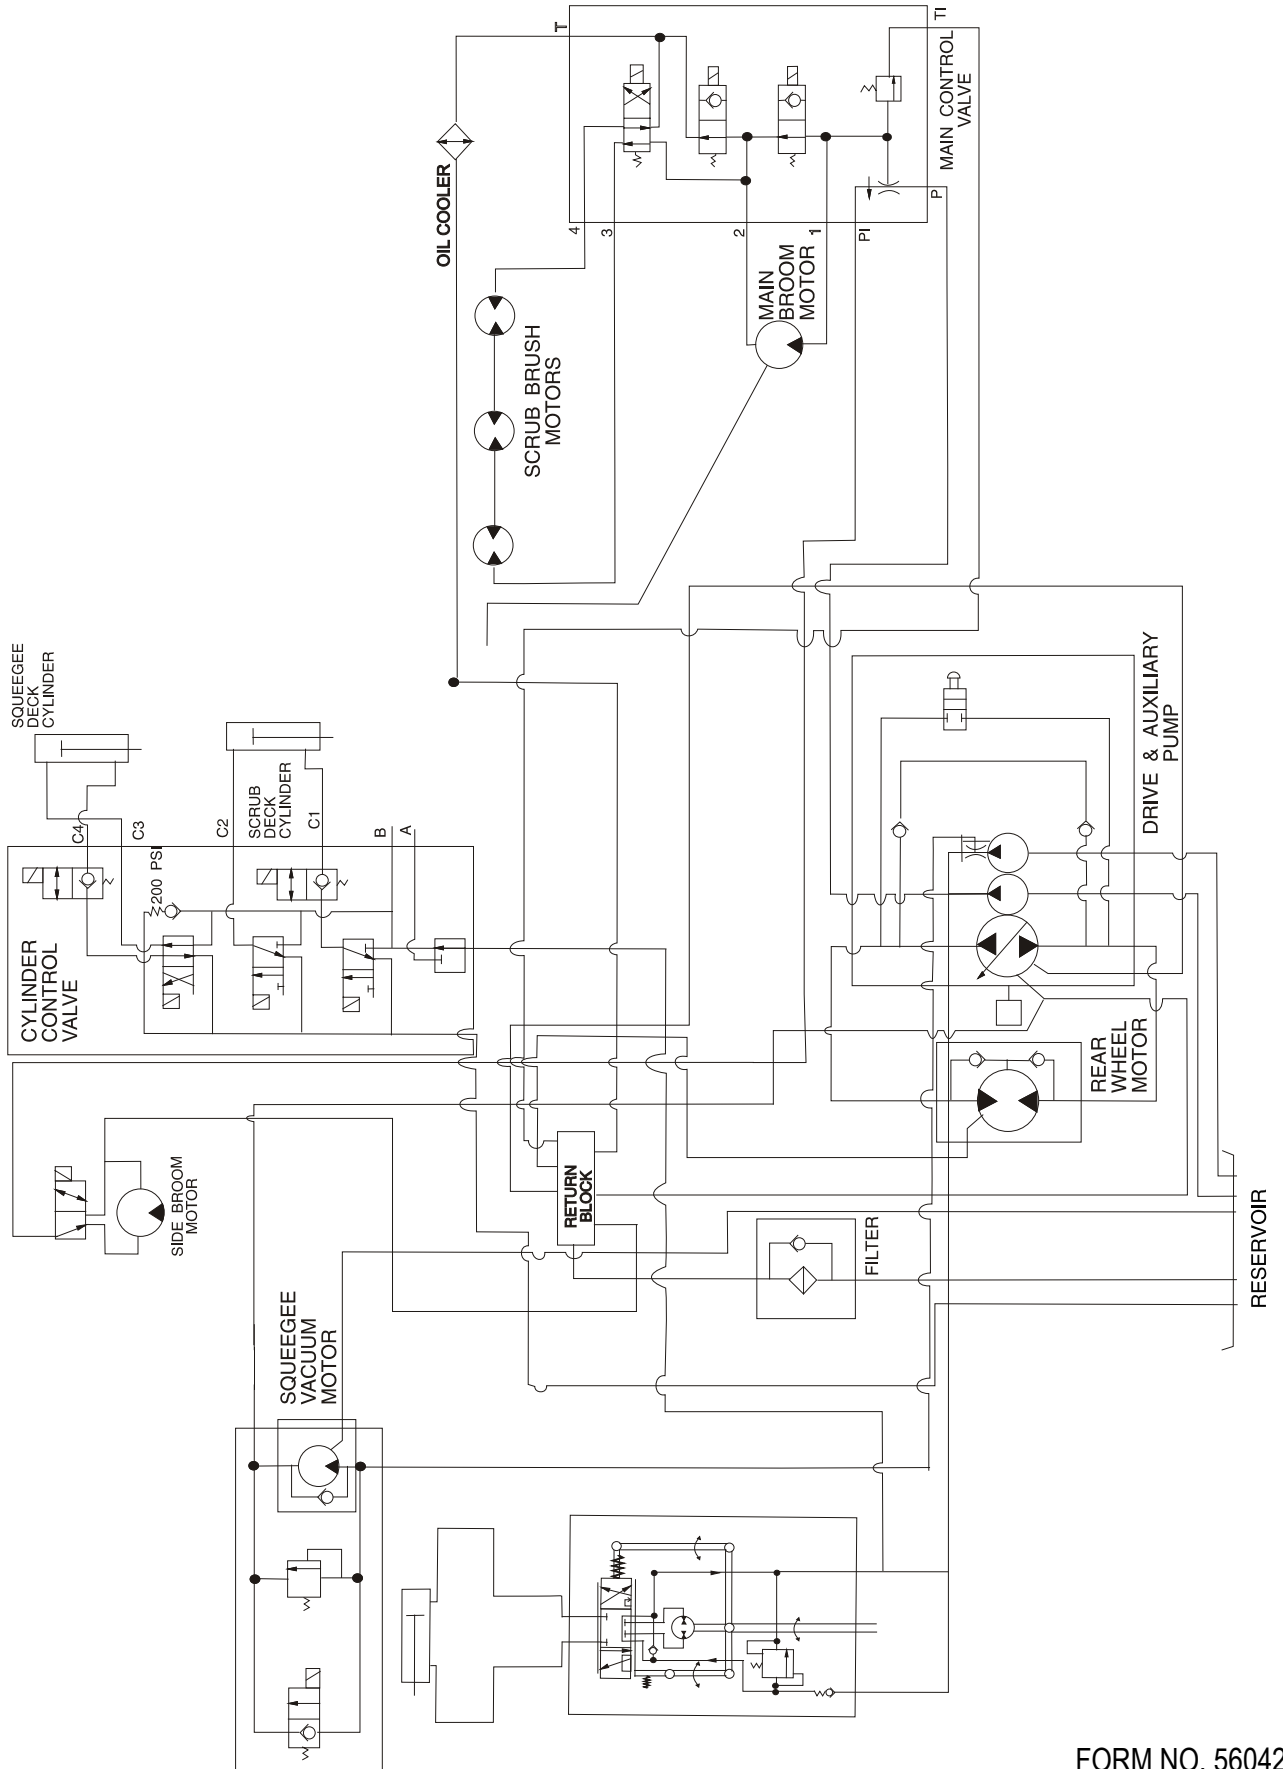 SQUEEGEE
DECK
CYLINDER
C4
C3
C2
SCRUB
DECK
CYLINDER
C1
B
A
200 PSI
CYLINDER
CONTROL
VALVE
OIL COOLER
T
TI
MAIN CONTROL
VALVE
4
3
2
1
PI
P
MAIN
BROOM
MOTOR
SCRUB BRUSH
MOTORS
DRIVE & AUXILIARY
PUMP
REAR
WHEEL
MOTOR
RETURN
BLOCK
SIDE BROOM
MOTOR
FILTER
RESERVOIR
SQUEEGEE
VACUUM
MOTOR
FORM NO. 56042